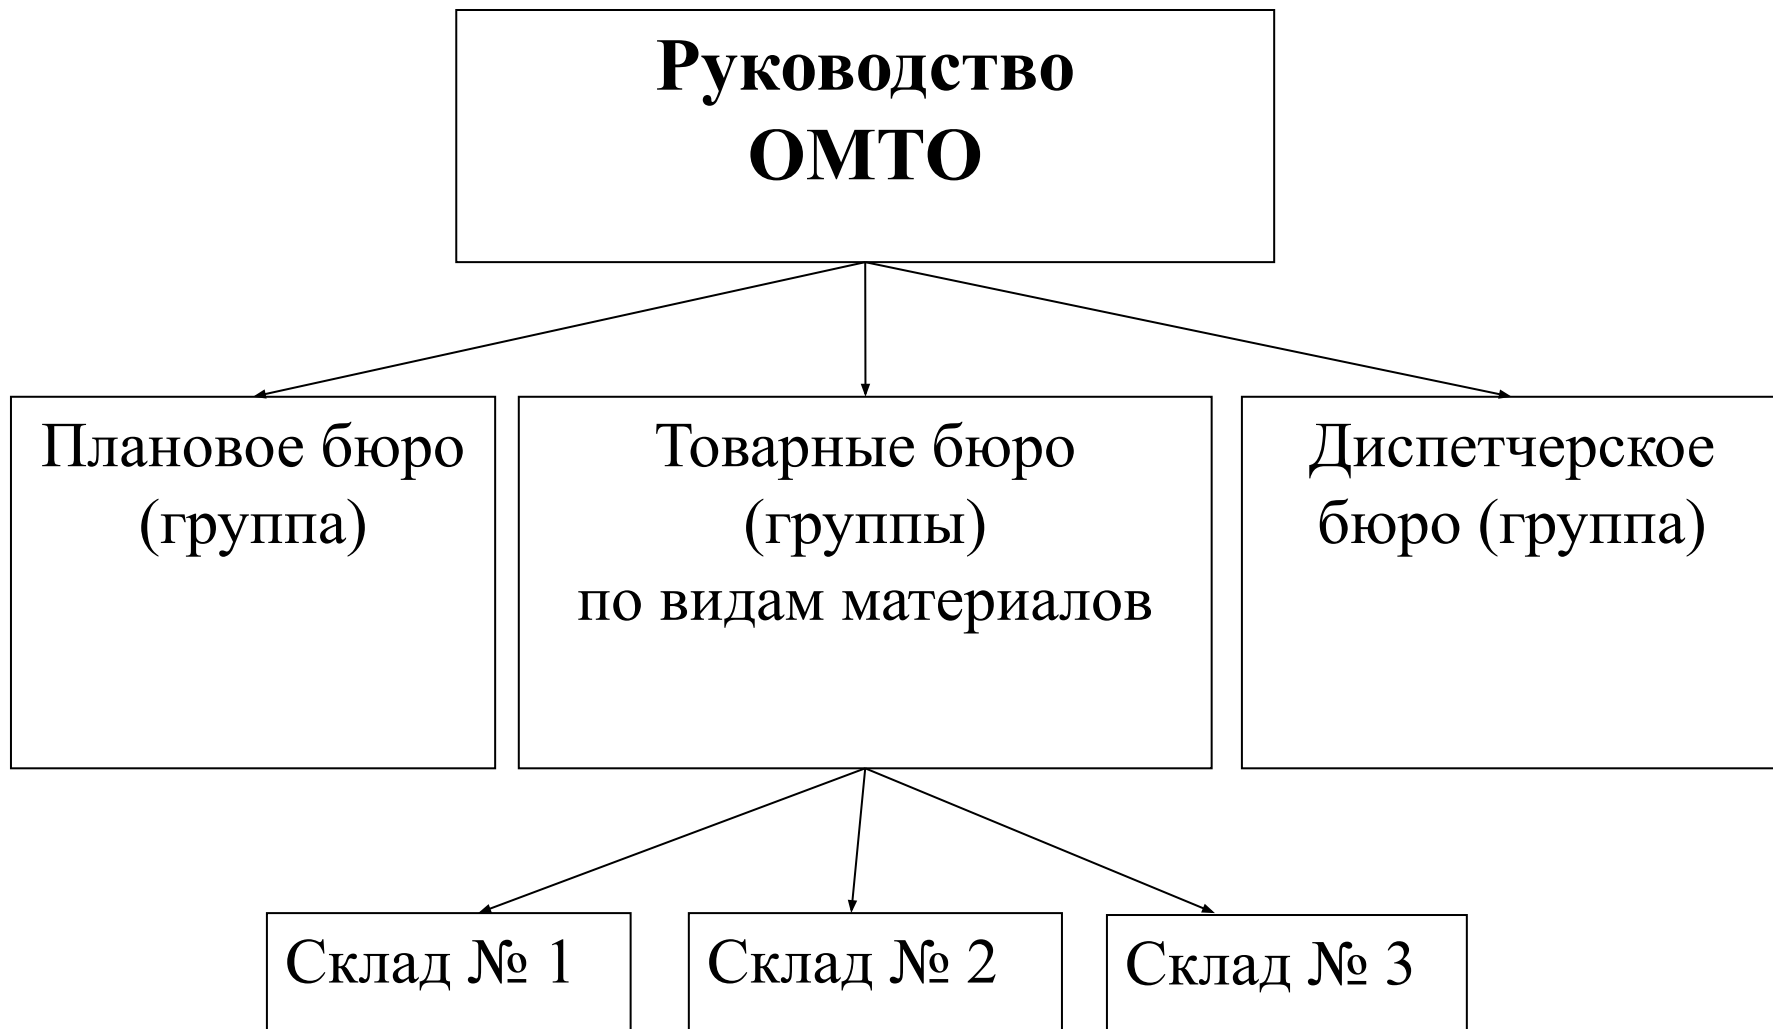 Руководство
ОМТО
Плановое бюро
(группа)
Товарные бюро
(группы)
по видам материалов
Диспетчерское
бюро (группа)
Склад № 1
Склад № 2
Склад № 3